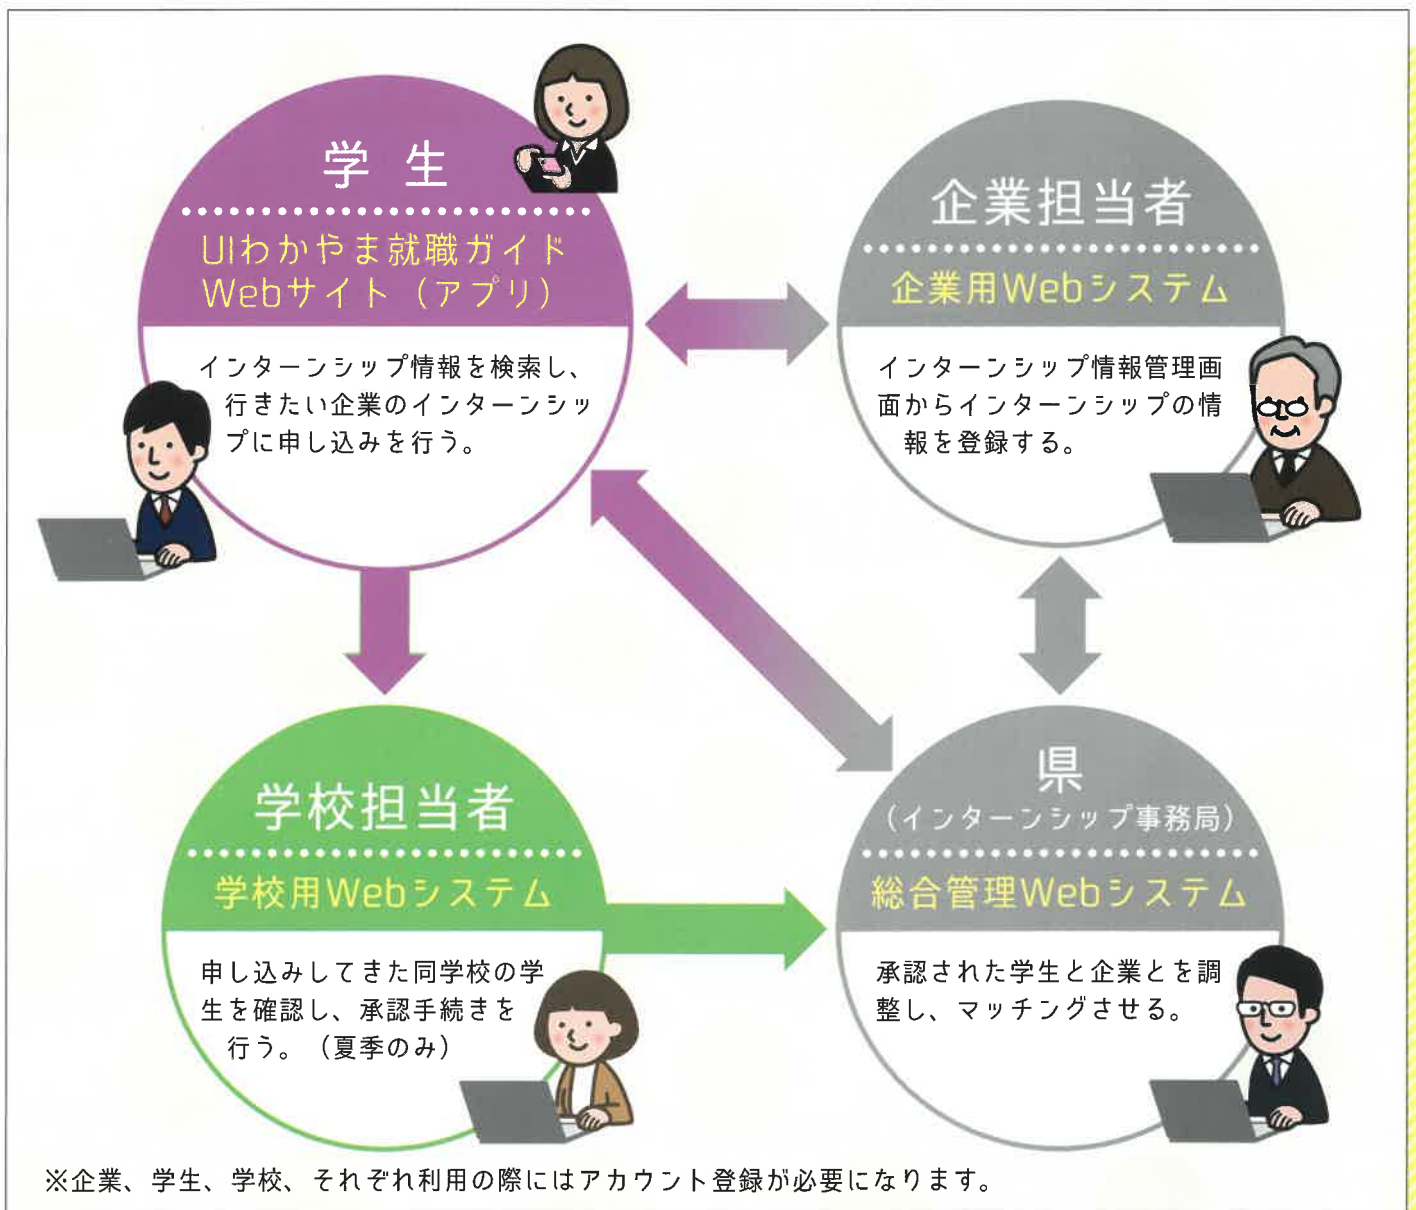 学生
UIわかやま就職ガイド
Webサイト（アプリ）
インターンシップ情報を検索し、
行きたい企業のインターンシッ
プに申し込みを行う。
企業担当者
企業用Webシステム
インターンシップ情報管理画
面からインターンシップの情
報を登録する。
学校担当者
学校用Webシステム
申し込みしてきた同学校の学
生を確認し、承認手続きを
行う。（夏季のみ）
県
（インターンシップ事務局）
総合管理Webシステム
承認された学生と企業とを調
整し、マッチングさせる。
※企業、学生、学校、それぞれ利用の際にはアカウント登録が必要になります。